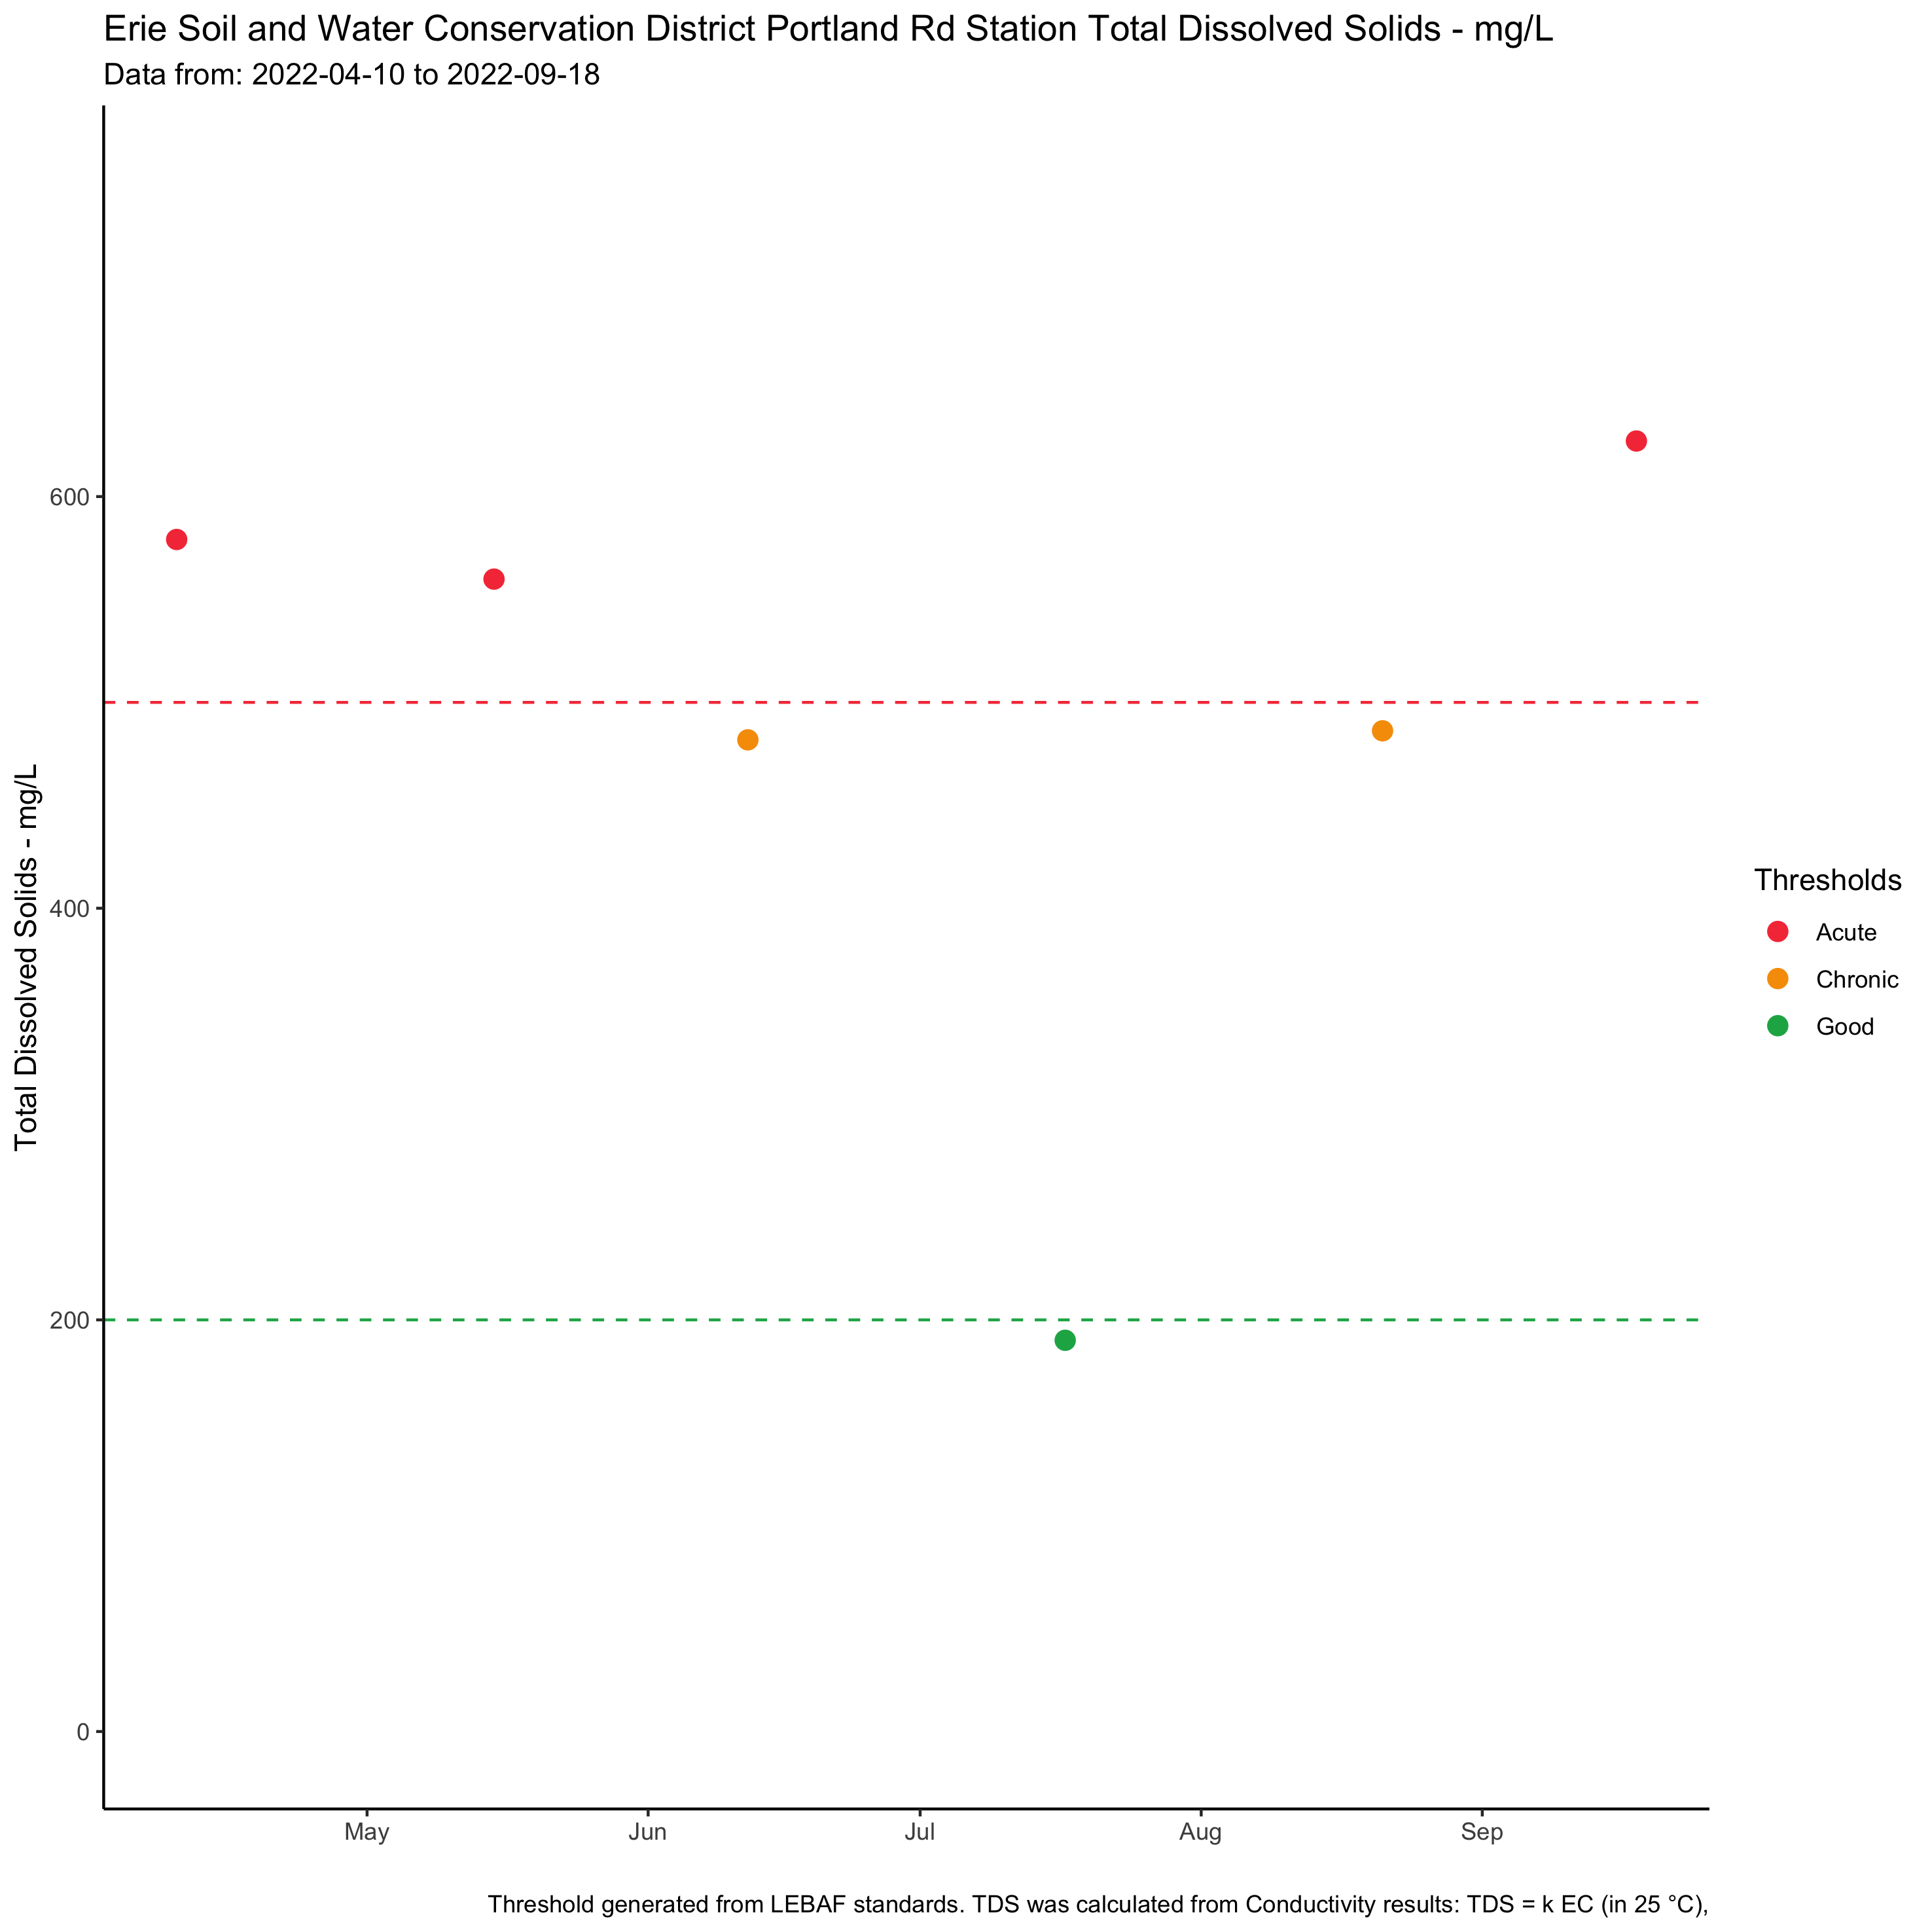 Erie Soil and Water Conservation District Portland Rd Station Total Dissolved Solids - mg/L
Data from: 2022-04-10 to 2022-09-18
Total Dissolved Solids - mg/L
600
400
200
0
May
Jun
Jul
Aug
Sep
Thresholds
Acute
Chronic
Good
Threshold generated from LEBAF standards. TDS was calculated from Conductivity results: TDS = k EC (in 25 °C),